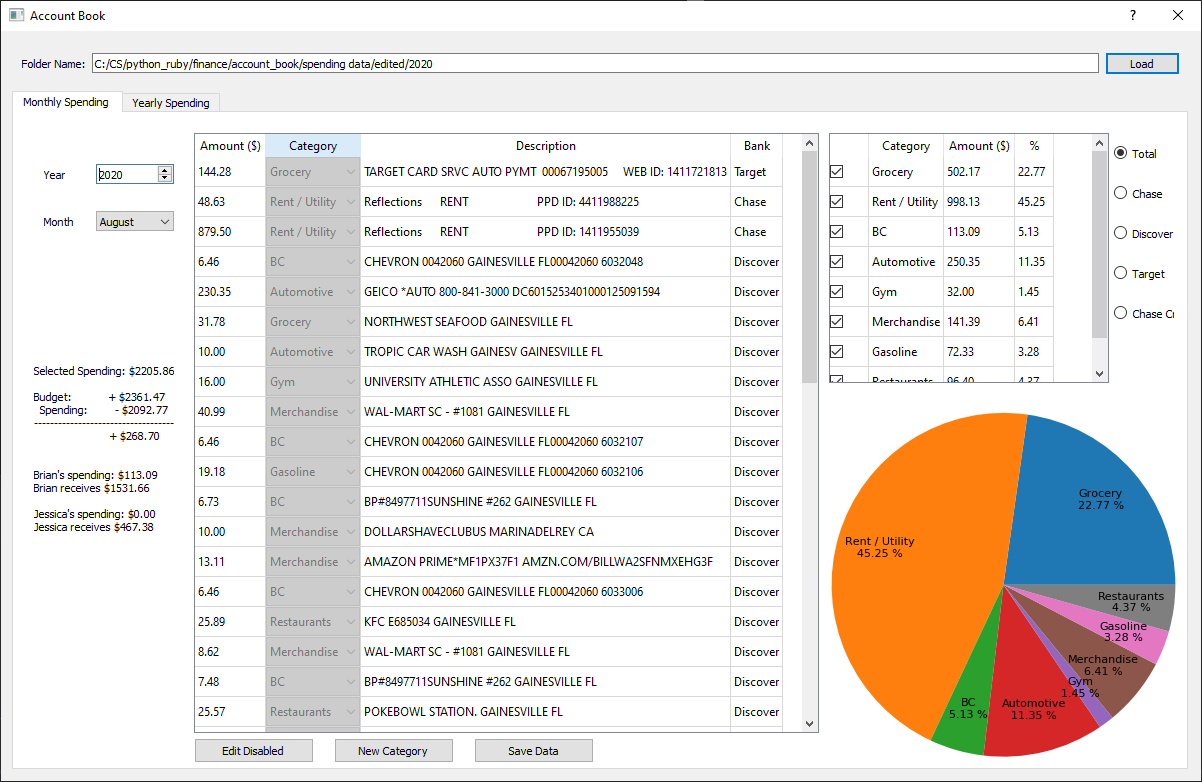 Account Book
?
Folder Name: C:/CS/python_ruby/finance/account_book/spending data/edited/2020 Load
Monthly Spending Yearly Spending
Year 2020
Month August
Selected Spending: $2205.86
Budget: + $2361.47
Spending: - $2092.77
-----------------------------------
+ $268.70
Brian's spending: $113.09
Brian receives $1531.66
Jessica's spending: $0.00
Jessica receives $467.38
Amount ($) Category Description Bank
144.28 Grocery TARGET CARD SRVC AUTO PYMT 00067195005 WEB ID: 1411721813 Target
48.63 Rent / Utility Reflections RENT PPD ID: 4411988225 Chase
879.50 Rent / Utility Reflections RENT PPD ID: 1411955039 Chase
6.46 BC CHEVRON 0042060 GAINESVILLE FL00042060 6032048 Discover
230.35 Automotive GEICO *AUTO 800-841-3000 DC6015253401000125091594 Discover
31.78 Grocery NORTHWEST SEAFOOD GAINESVILLE FL Discover
10.00 Automotive TROPIC CAR WASH GAINESV GAINESVILLE FL Discover
16.00 Gym UNIVERSITY ATHLETIC ASSO GAINESVILLE FL Discover
40.99 Merchandise WAL-MART SC - #1081 GAINESVILLE FL Discover
6.46 BC CHEVRON 0042060 GAINESVILLE FL00042060 6032107 Discover
19.18 Gasoline CHEVRON 0042060 GAINESVILLE FL00042060 6032106 Discover
6.73 BC BP#8497711SUNSHINE #262 GAINESVILLE FL Discover
10.00 Merchandise DOLLARSHAVECLUBUS MARINADELREY CA Discover
13.11 Merchandise AMAZON PRIME*MF1PX37F1 AMZN.COM/BILLWA2SFNMXEHG3F Discover
6.46 BC CHEVRON 0042060 GAINESVILLE FL00042060 6033006 Discover
25.89 Restaurants KFC E685034 GAINESVILLE FL Discover
8.62 Merchandise WAL-MART SC - #1081 GAINESVILLE FL Discover
7.48 BC BP#8497711SUNSHINE #262 GAINESVILLE FL Discover
25.57 Restaurants POKEBOWL STATION. GAINESVILLE FL Discover
Edit Disabled New Category Save Data
Category Amount ($) %
Grocery 502.17 22.77
Rent / Utility 998.13 45.25
BC 113.09 5.13
Automotive 250.35 11.35
Gym 32.00 1.45
Merchandise 141.39 6.41
Gasoline 72.33 3.28
Restaurants 96.40 4.37
Total
Chase
Discover
Target
Chase Cr
Grocery
22.77 %
Rent / Utility
45.25 %
Restaurants
4.37 %
Gasoline
3.28 %
Merchandise
6.41 %
Gym
1.45 %
Automotive
11.35 %
BC
5.13 %